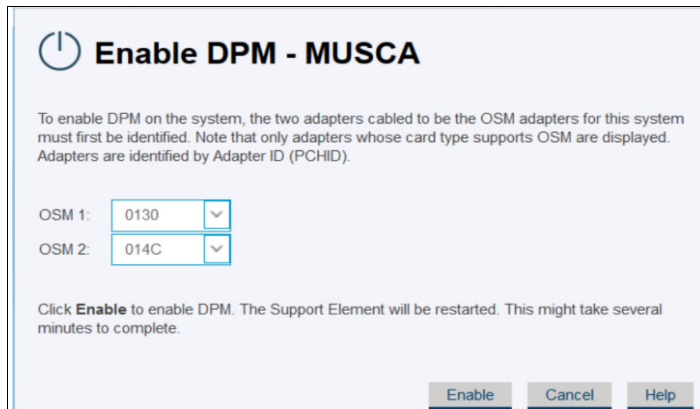 Enable DPM - MUSCA
To enable DPM on the system, the two adapters cabled to be the OSM adapters for this system
must first be identified. Note that only adapters whose card type supports OSM are displayed.
Adapters are identified by Adapter ID (PCHID).
OSM 1: 0130
OSM 2: 014C
Click Enable to enable DPM. The Support Element will be restarted. This might take several
minutes to complete.
Enable Cancel Help